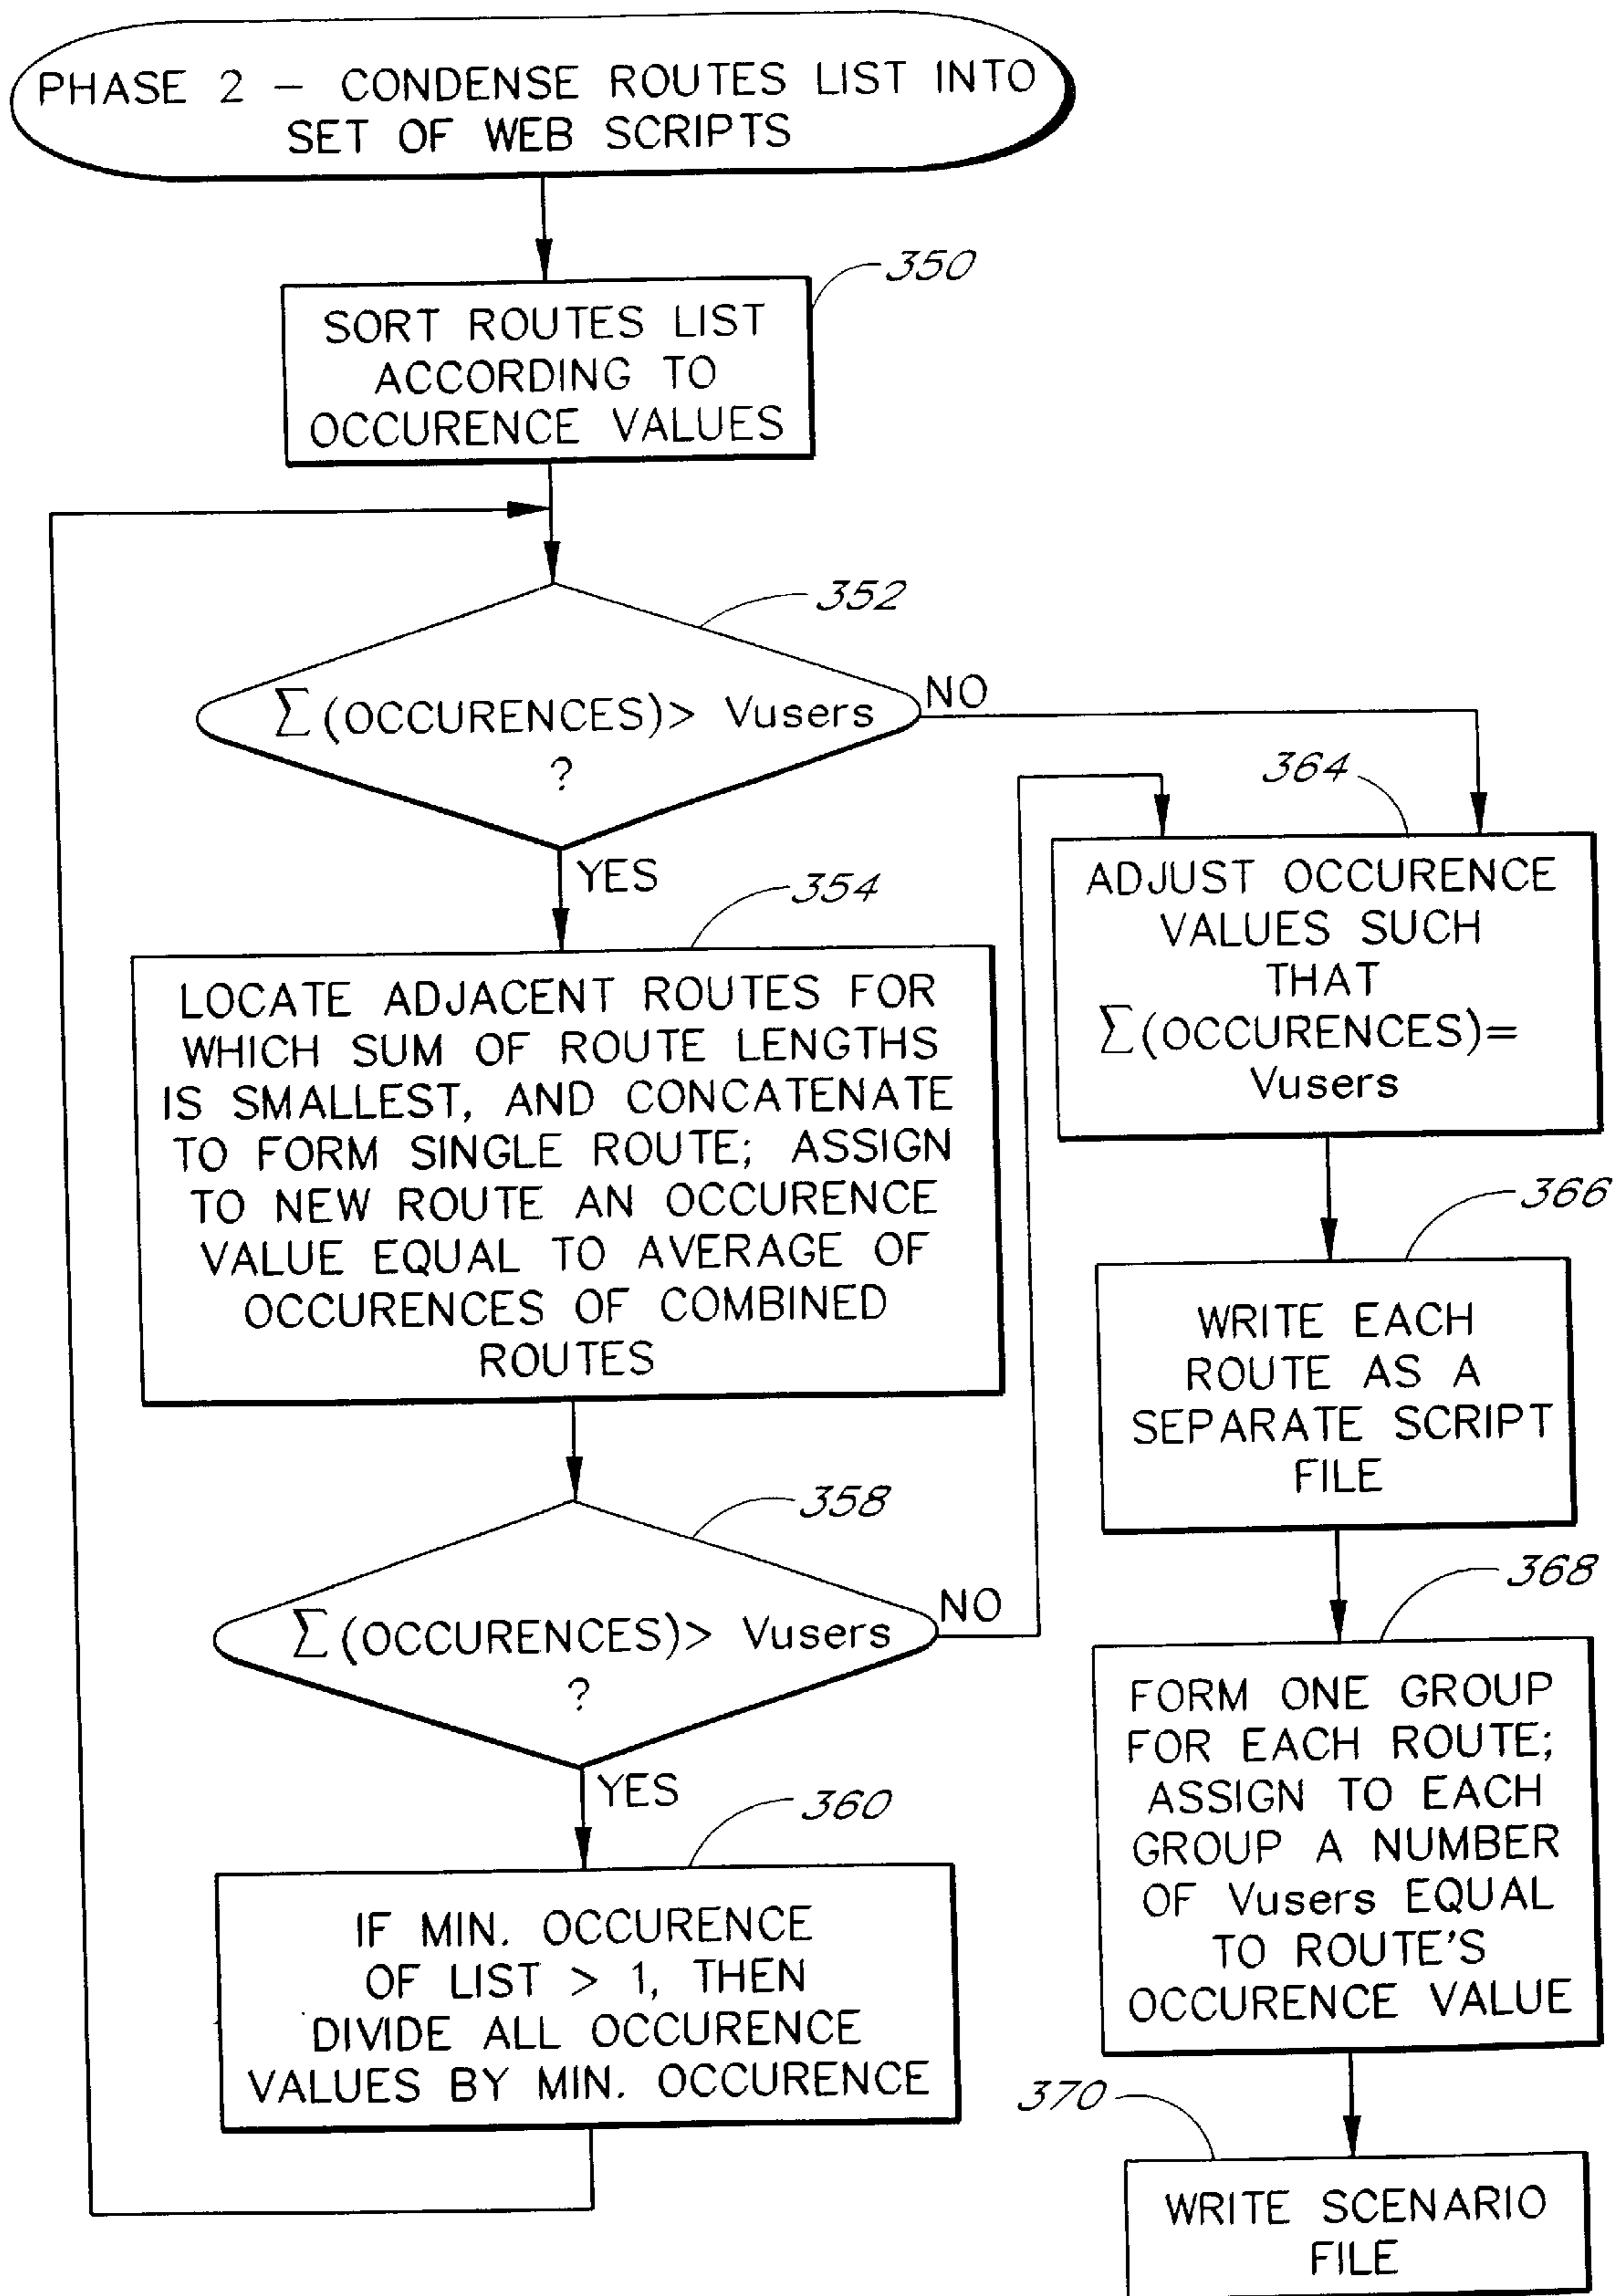 PHASE 2 – CONDENSE ROUTES LIST INTO
SET OF WEB SCRIPTS
350
SORT ROUTES LIST
ACCORDING TO
OCCURENCE VALUES
352
∑(OCCURENCES)> Vusers
?
NO
YES
354
LOCATE ADJACENT ROUTES FOR
WHICH SUM OF ROUTE LENGTHS
IS SMALLEST, AND CONCATENATE
TO FORM SINGLE ROUTE; ASSIGN
TO NEW ROUTE AN OCCURENCE
VALUE EQUAL TO AVERAGE OF
OCCURENCES OF COMBINED
ROUTES
358
∑(OCCURENCES)> Vusers
?
NO
YES
360
IF MIN. OCCURENCE
OF LIST > 1, THEN
DIVIDE ALL OCCURENCE
VALUES BY MIN. OCCURENCE
364
ADJUST OCCURENCE
VALUES SUCH
THAT
∑(OCCURENCES)=
Vusers
366
WRITE EACH
ROUTE AS A
SEPARATE SCRIPT
FILE
368
FORM ONE GROUP
FOR EACH ROUTE;
ASSIGN TO EACH
GROUP A NUMBER
OF Vusers EQUAL
TO ROUTE'S
OCCURENCE VALUE
370
WRITE SCENARIO
FILE